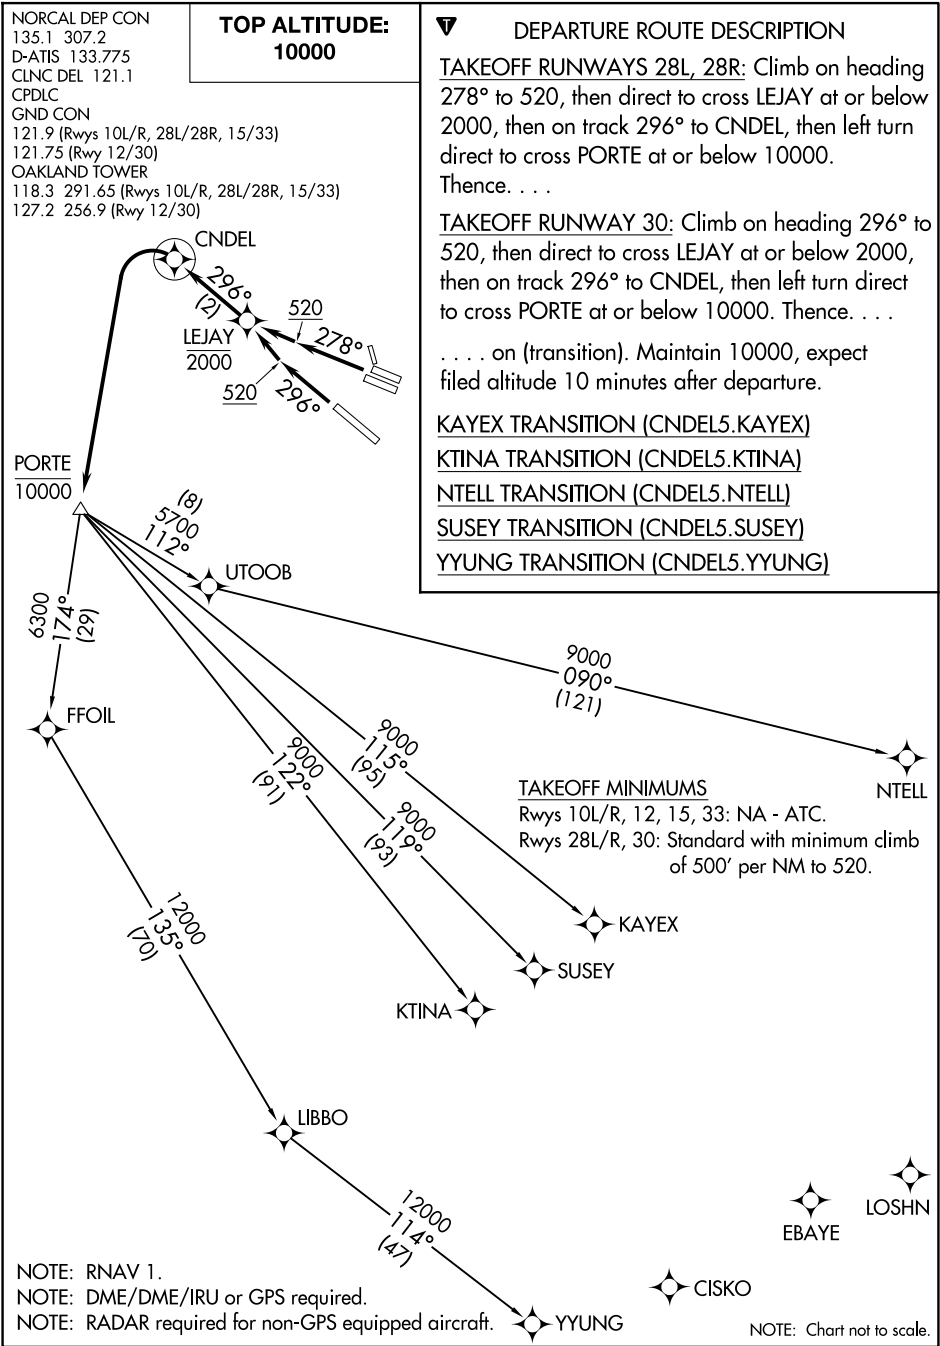 NORCAL DEP CON
135.1 307.2
D-ATIS 133.775
CLNC DEL 121.1
CPDLC
GND CON
121.9 (Rwys 10L/R, 28L/28R, 15/33)
121.75 (Rwy 12/30)
OAKLAND TOWER
118.3 291.65 (Rwys 10L/R, 28L/28R, 15/33)
127.2 256.9 (Rwy 12/30)
TOP ALTITUDE:
10000
T
DEPARTURE ROUTE DESCRIPTION
TAKEOFF RUNWAYS 28L, 28R: Climb on heading
278° to 520, then direct to cross LEJAY at or below
2000, then on track 296° to CNDEL, then left turn
direct to cross PORTE at or below 10000.
Thence. . . .
TAKEOFF RUNWAY 30: Climb on heading 296° to
520, then direct to cross LEJAY at or below 2000,
then on track 296° to CNDEL, then left turn direct
to cross PORTE at or below 10000. Thence. . . .
. . . . on (transition). Maintain 10000, expect
filed altitude 10 minutes after departure.
KAYEX TRANSITION (CNDEL5.KAYEX)
KTINA TRANSITION (CNDEL5.KTINA)
NTELL TRANSITION (CNDEL5.NTELL)
SUSEY TRANSITION (CNDEL5.SUSEY)
YYUNG TRANSITION (CNDEL5.YYUNG)
CNDEL
296°
(2)
LEJAY
2000
520
278°
520
296°
PORTE
10000
(8)
5700
112°
UTOOB
6300
174°
(29)
FFOIL
9000
090°
(121)
NTELL
9000
115°
(95)
9000
122°
(91)
9000
119°
(93)
TAKEOFF MINIMUMS
Rwys 10L/R, 12, 15, 33: NA - ATC.
Rwys 28L/R, 30: Standard with minimum climb
of 500' per NM to 520.
KAYEX
SUSEY
KTINA
12000
135°
(70)
LIBBO
12000
114°
(47)
LOSHN
EBAYE
CISKO
YYUNG
NOTE: RNAV 1.
NOTE: DME/DME/IRU or GPS required.
NOTE: RADAR required for non-GPS equipped aircraft.
NOTE: Chart not to scale.